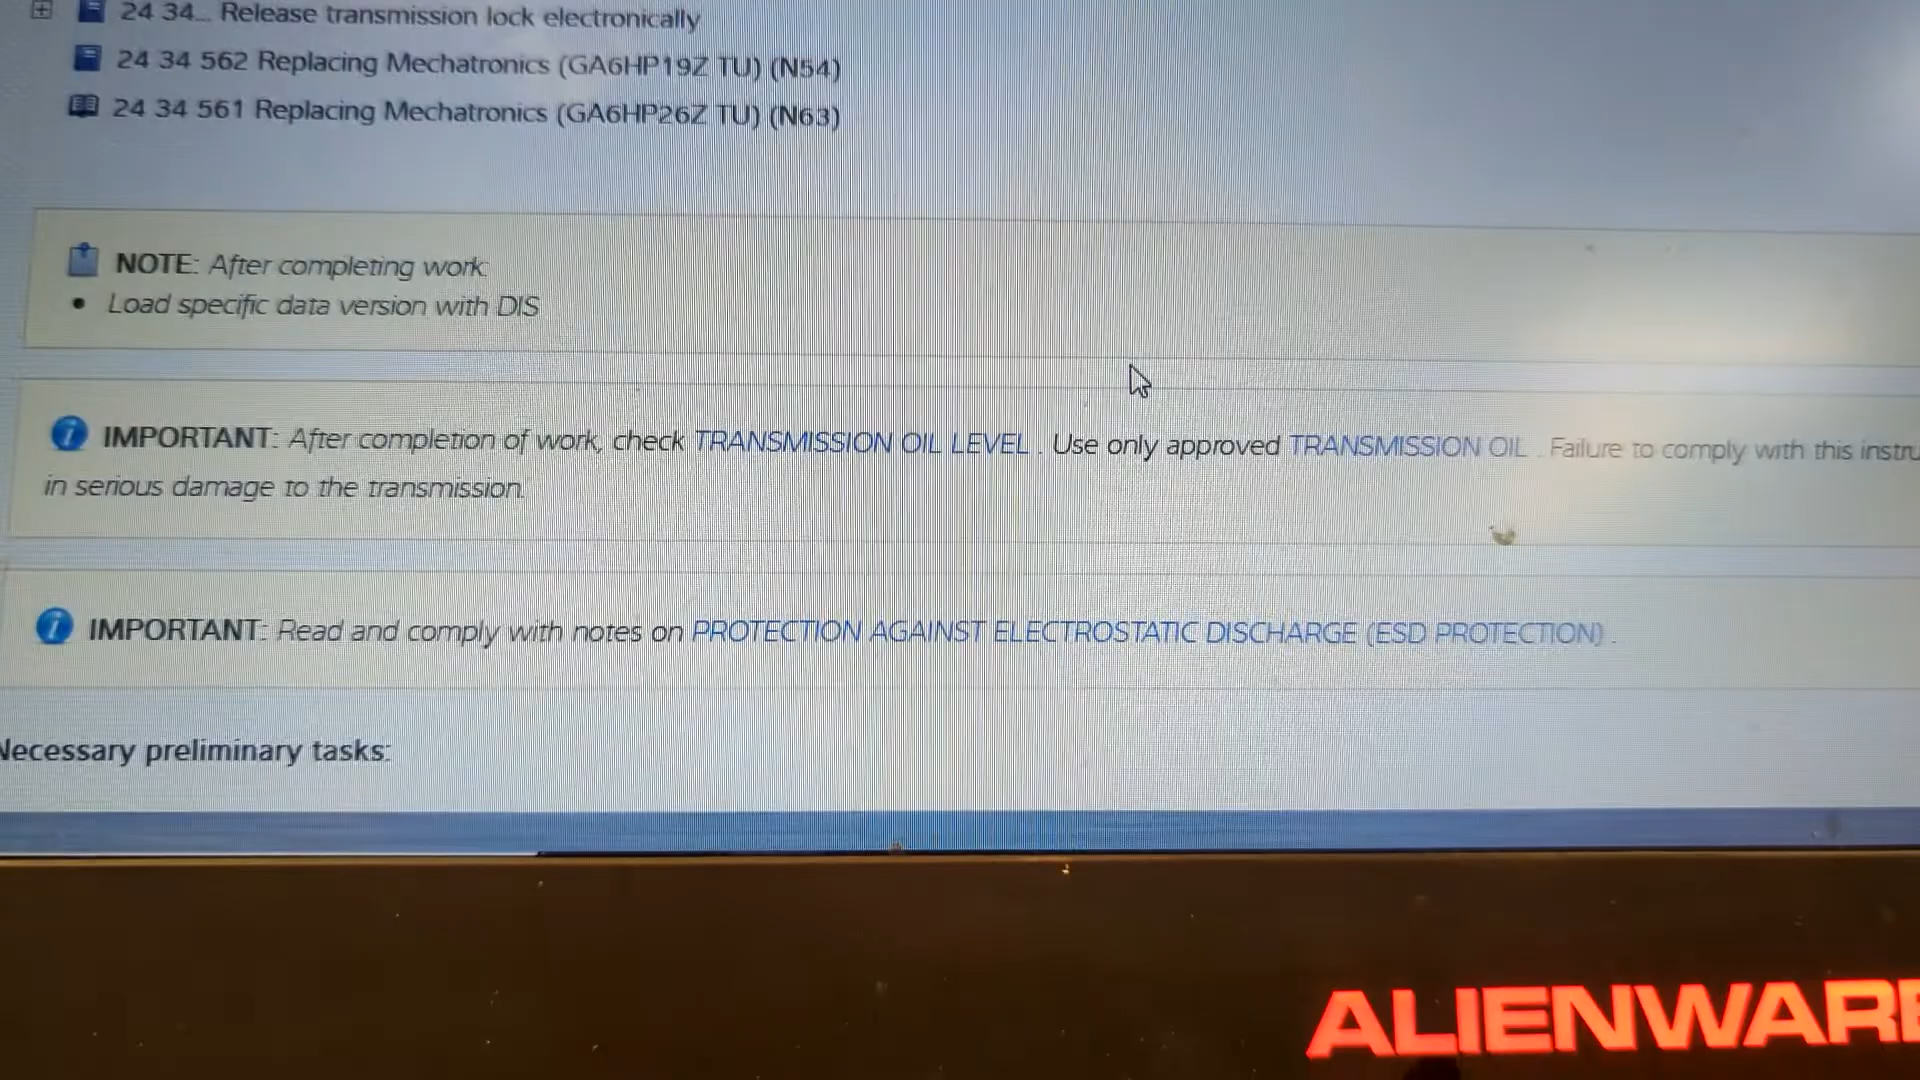 24 34... Release transmission lock electronically
24 34 562 Replacing Mechatronics (GA6HP19Z TU) (N54)
24 34 561 Replacing Mechatronics (GA6HP26Z TU) (N63)
NOTE: After completing work:
• Load specific data version with DIS
IMPORTANT: After completion of work, check TRANSMISSION OIL LEVEL . Use only approved TRANSMISSION OIL . Failure to comply with this instru
in serious damage to the transmission.
IMPORTANT: Read and comply with notes on PROTECTION AGAINST ELECTROSTATIC DISCHARGE (ESD PROTECTION) .
Necessary preliminary tasks:
ALIENWARE